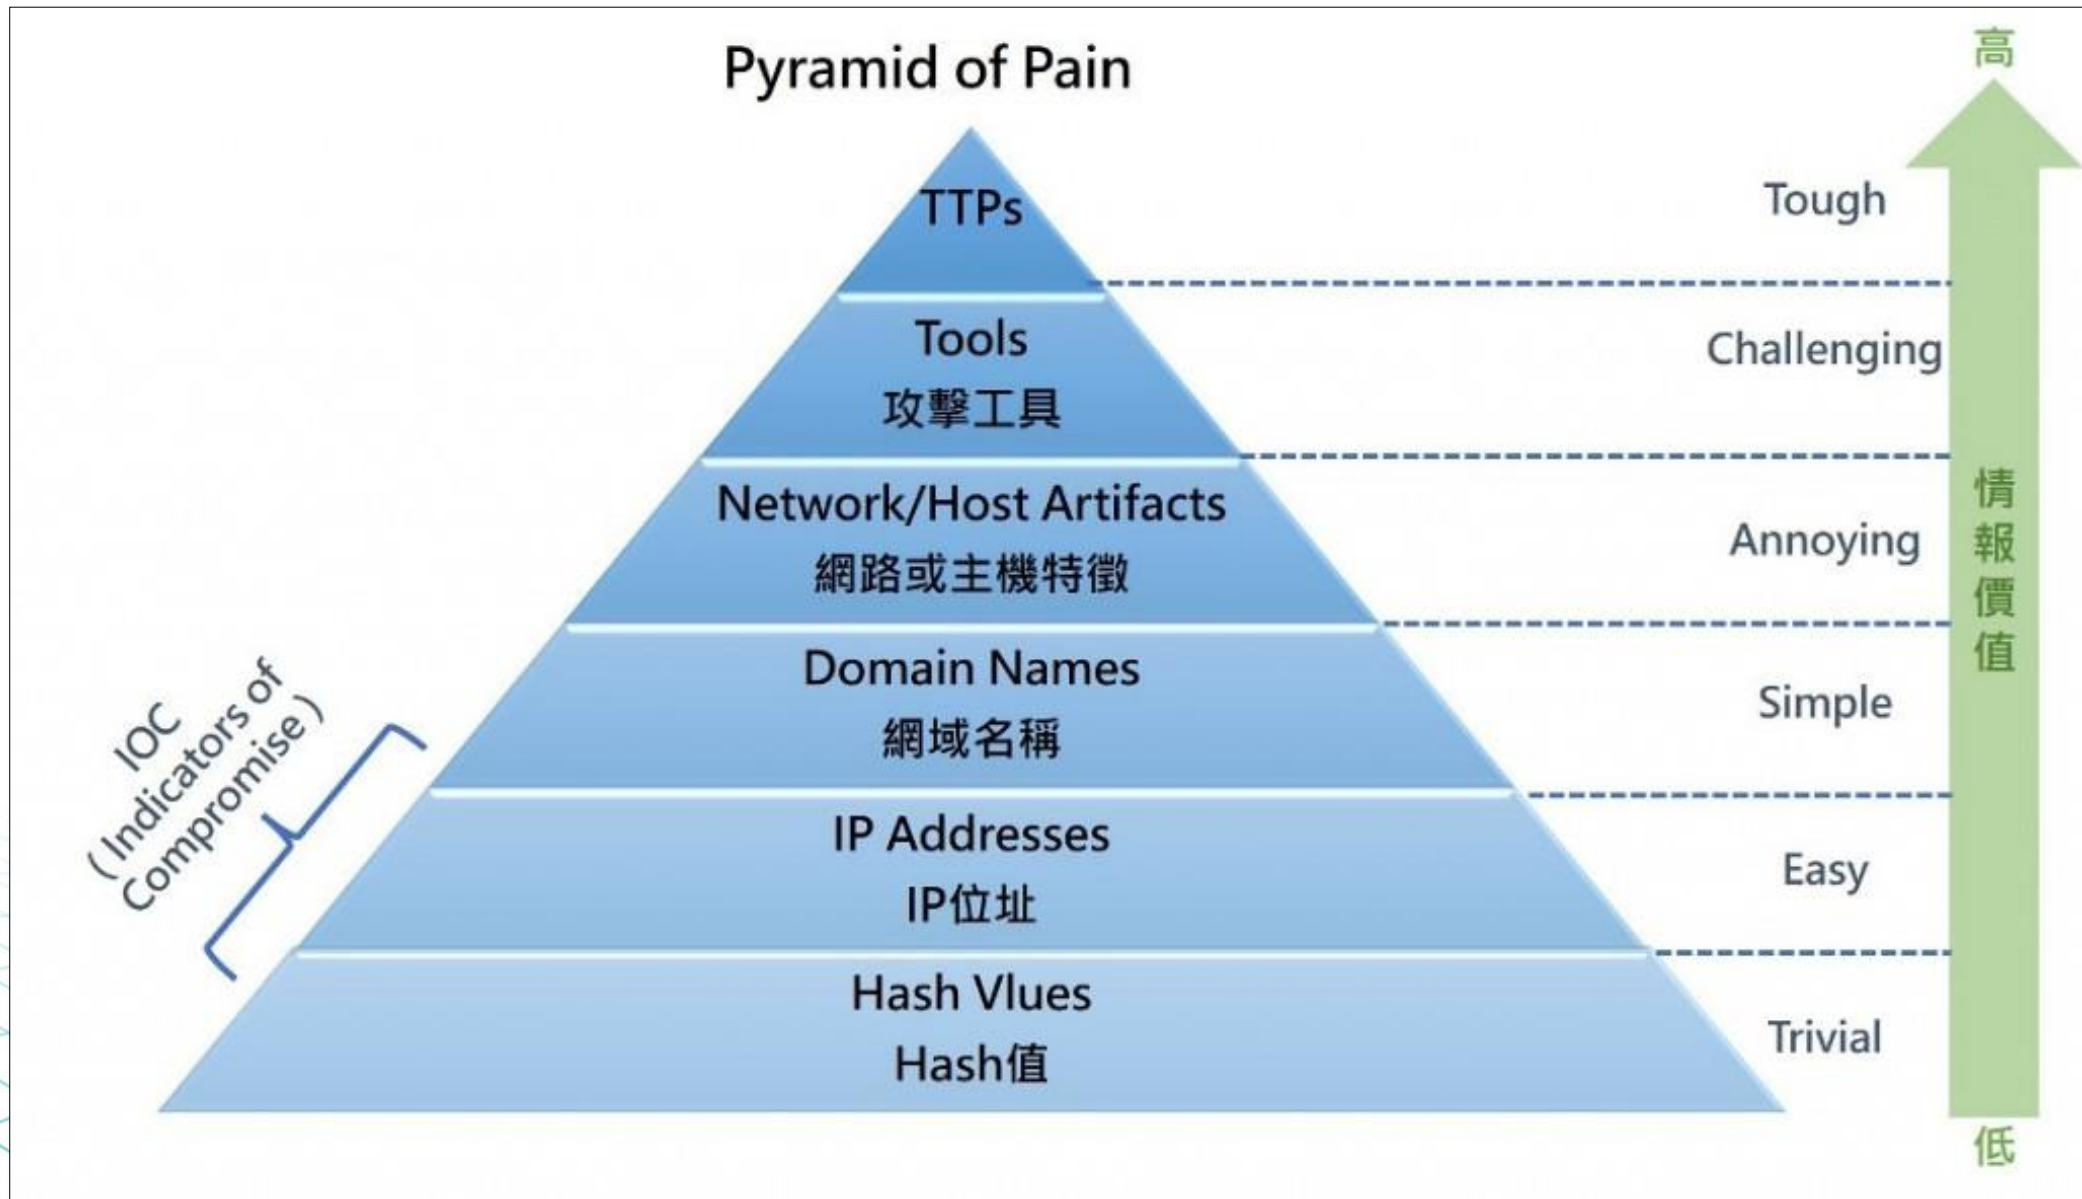 Pyramid of Pain
TTPs
Tools
攻擊工具
Network/Host Artifacts
網路或主機特徵
Domain Names
網域名稱
IP Addresses
IP位址
Hash Vlues
Hash值
IOC
( Indicators of
Compromise )
Tough
Challenging
Annoying
Simple
Easy
Trivial
高
情報價值
低